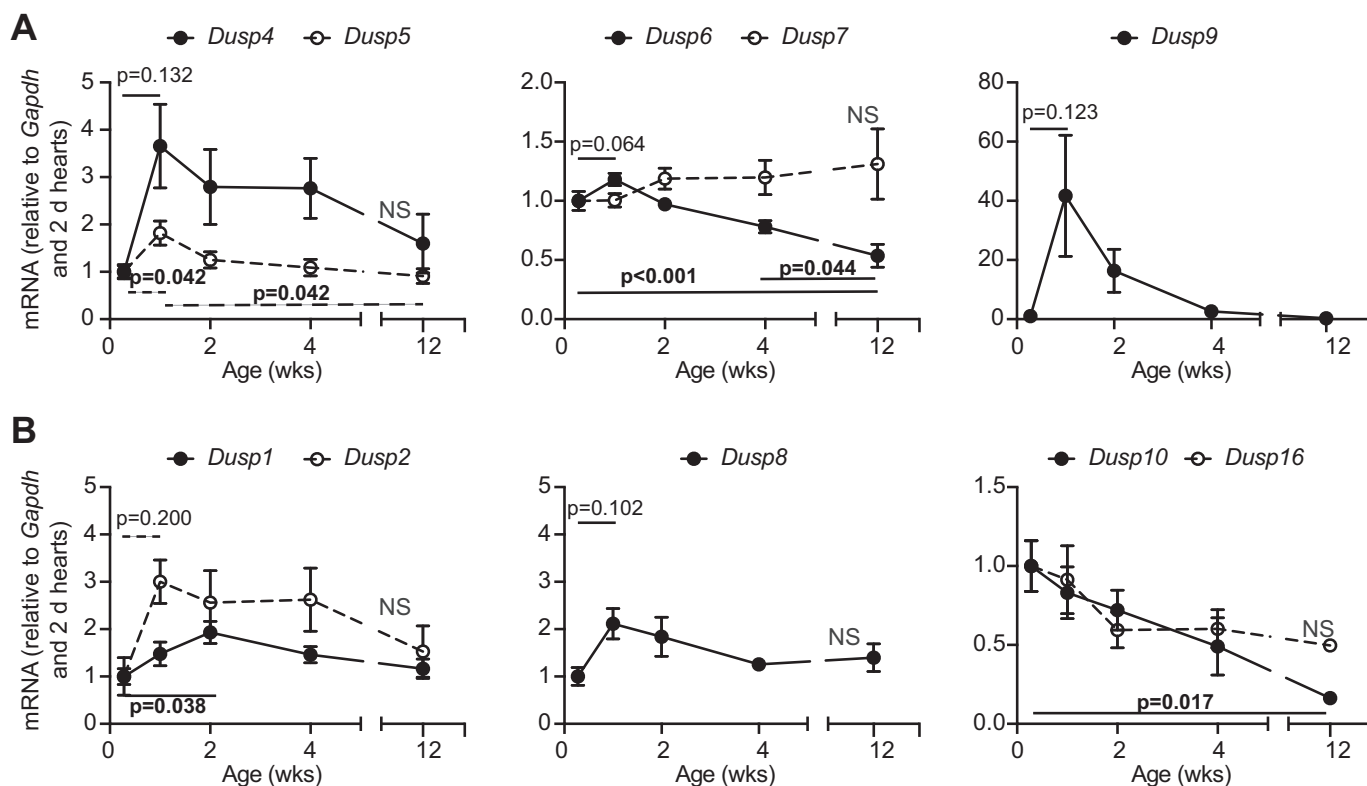 A
Dusp4 Dusp5
mRNA (relative to Gapdh
and 2 d hearts)
5
4
3
2
1
0
p=0.132
NS
p=0.042
p=0.042
0 2 4 12
Age (wks)
Dusp6 Dusp7
2.0
1.5
1.0
0.5
0.0
NS
p=0.064
p<0.001
p=0.044
0 2 4 12
Age (wks)
Dusp9
80
60
40
20
0
p=0.123
0 2 4 12
Age (wks)
B
Dusp1 Dusp2
mRNA (relative to Gapdh
and 2 d hearts)
5
4
3
2
1
0
p=0.200
NS
p=0.038
0 2 4 12
Age (wks)
Dusp8
5
4
3
2
1
0
p=0.102
NS
0 2 4 12
Age (wks)
Dusp10 Dusp16
1.5
1.0
0.5
0.0
NS
p=0.017
0 2 4 12
Age (wks)